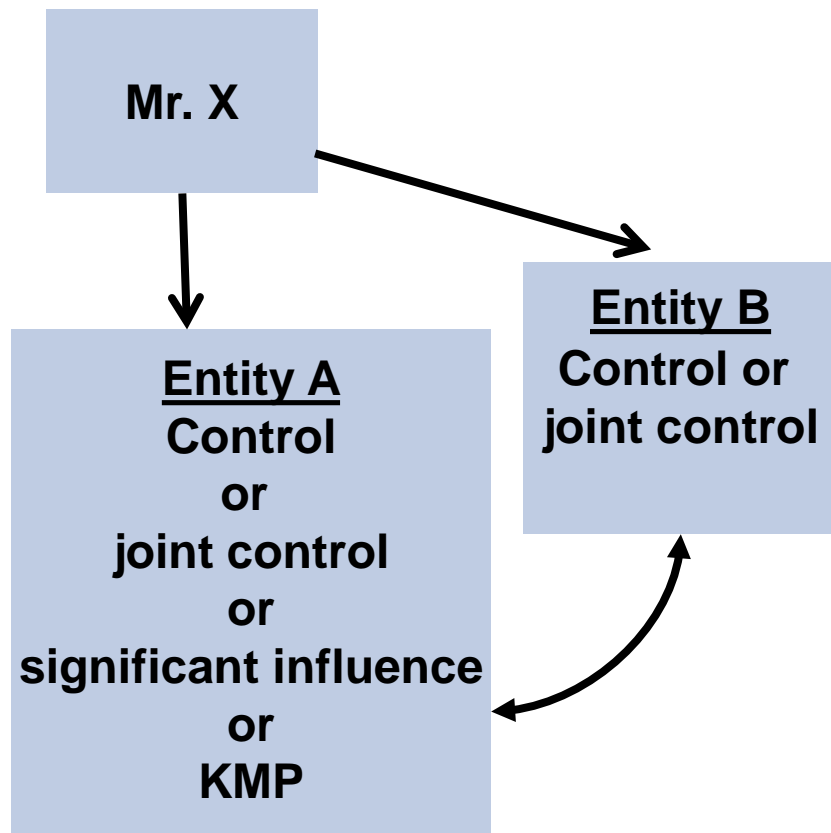 Mr. X
Entity B
Control or
joint control
Entity A
Control
or
joint control
or
significant influence
or
KMP